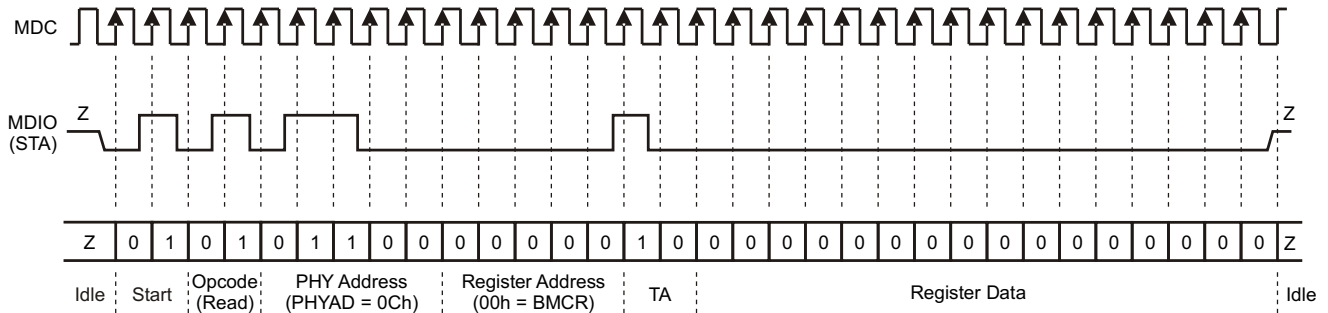 MDC
Z Z
MDIO
(STA)
Z 0 1 0 1 0 1 1 0 0 0 0 0 0 0 1 0 0 0 0 0 0 0 0 0 0 0 0 0 0 0 0 0 Z
Idle Start Opcode (Read) PHY Address (PHYAD = 0Ch) Register Address (00h = BMCR) TA Register Data Idle